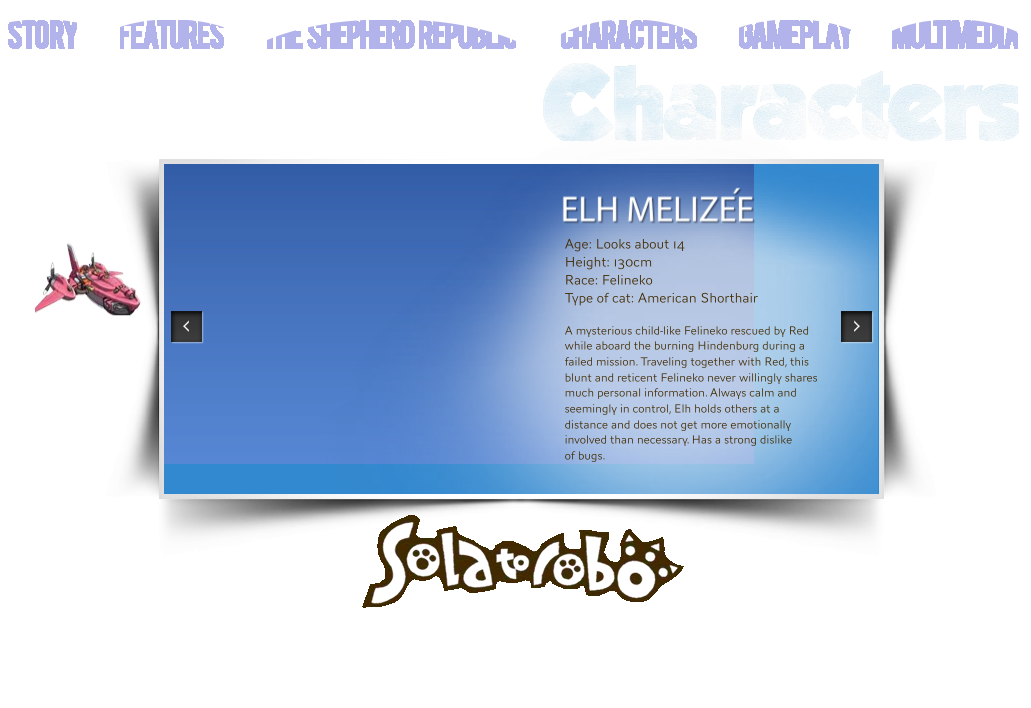 STORY FEATURES THE SHEPHERD REPUBLIC CHARACTERS GAMEPLAY MULTIMEDIA
Characters
ELH MELIZÉE
Age: Looks about 14
Height: 130cm
Race: Felineko
Type of cat: American Shorthair
A mysterious child-like Felineko rescued by Red
while aboard the burning Hindenburg during a
failed mission. Traveling together with Red, this
blunt and reticent Felineko never willingly shares
much personal information. Always calm and
seemingly in control, Elh holds others at a
distance and does not get more emotionally
involved than necessary. Has a strong dislike
of bugs.
Solatorobo